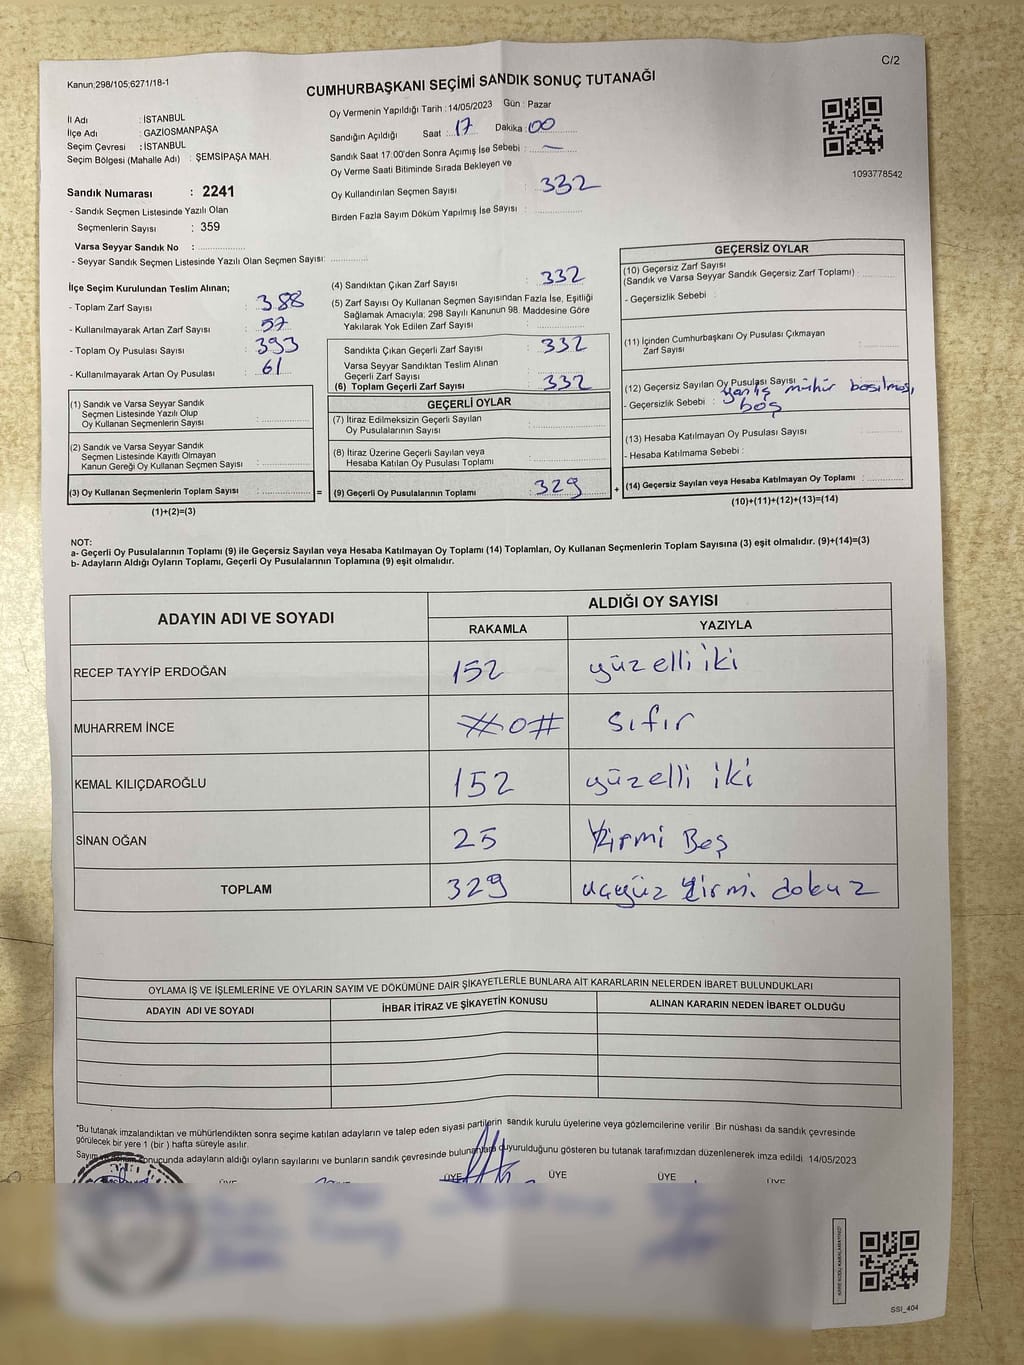 C/2
Kanun;298/105;6271/18-1
CUMHURBAŞKANI SEÇİMİ SANDIK SONUÇ TUTANAĞI
İl Adı : İSTANBUL
İlçe Adı : GAZİOSMANPAŞA
Seçim Çevresi : İSTANBUL
Seçim Bölgesi (Mahalle Adı) : ŞEMSİPAŞA MAH.
Sandık Numarası : 2241
- Sandık Seçmen Listesinde Yazılı Olan
Seçmenlerin Sayısı : 359
Varsa Seyyar Sandık No :
- Seyyar Sandık Seçmen Listesinde Yazılı Olan Seçmen Sayısı:
Oy Vermenin Yapıldığı Tarih : 14/05/2023 Gün : Pazar
Sandığın Açıldığı Saat : 17 Dakika : 00
Sandık Saat 17:00'den Sonra Açımış İse Sebebi : —
Oy Verme Saati Bitiminde Sırada Bekleyen ve
Oy Kullandırılan Seçmen Sayısı : 332
Birden Fazla Sayım Döküm Yapılmış İse Sayısı :
1093778542
İlçe Seçim Kurulundan Teslim Alınan;
- Toplam Zarf Sayısı : 388
- Kullanılmayarak Artan Zarf Sayısı : 57
- Toplam Oy Pusulası Sayısı : 393
- Kullanılmayarak Artan Oy Pusulası : 61
(1) Sandık ve Varsa Seyyar Sandık
Seçmen Listesinde Yazılı Olup
Oy Kullanan Seçmenlerin Sayısı :
(2) Sandık ve Varsa Seyyar Sandık
Seçmen Listesinde Kayıtlı Olmayan
Kanun Gereği Oy Kullanan Seçmen Sayısı :
(3) Oy Kullanan Seçmenlerin Toplam Sayısı : =
(1)+(2)=(3)
(4) Sandıktan Çıkan Zarf Sayısı : 332
(5) Zarf Sayısı Oy Kullanan Seçmen Sayısından Fazla İse, Eşitliği
Sağlamak Amacıyla; 298 Sayılı Kanunun 98. Maddesine Göre
Yakılarak Yok Edilen Zarf Sayısı :
Sandıkta Çıkan Geçerli Zarf Sayısı : 332
Varsa Seyyar Sandıktan Teslim Alınan
Geçerli Zarf Sayısı :
(6) Toplam Geçerli Zarf Sayısı : 332
GEÇERLİ OYLAR
(7) İtiraz Edilmeksizin Geçerli Sayılan
Oy Pusulalarının Sayısı :
(8) İtiraz Üzerine Geçerli Sayılan veya
Hesaba Katılan Oy Pusulası Toplamı :
(9) Geçerli Oy Pusulalarının Toplamı : 329 +
GEÇERSİZ OYLAR
(10) Geçersiz Zarf Sayısı
(Sandık ve Varsa Seyyar Sandık Geçersiz Zarf Toplamı) :
- Geçersizlik Sebebi :
(11) İçinden Cumhurbaşkanı Oy Pusulası Çıkmayan
Zarf Sayısı :
(12) Geçersiz Sayılan Oy Pusulası Sayısı :
- Geçersizlik Sebebi : yanlış mühür basılması,
boş
(13) Hesaba Katılmayan Oy Pusulası Sayısı :
- Hesaba Katılmama Sebebi :
(14) Geçersiz Sayılan veya Hesaba Katılmayan Oy Toplamı :
(10)+(11)+(12)+(13)=(14)
NOT:
a- Geçerli Oy Pusulalarının Toplamı (9) ile Geçersiz Sayılan veya Hesaba Katılmayan Oy Toplamı (14) Toplamları, Oy Kullanan Seçmenlerin Toplam Sayısına (3) eşit olmalıdır. (9)+(14)=(3)
b- Adayların Aldığı Oyların Toplamı, Geçerli Oy Pusulalarının Toplamına (9) eşit olmalıdır.
ADAYIN ADI VE SOYADI ALDIĞI OY SAYISI
RAKAMLA YAZIYLA
RECEP TAYYİP ERDOĞAN 152 yüzelli iki
MUHARREM İNCE #0# sıfır
KEMAL KILIÇDAROĞLU 152 yüzelli iki
SİNAN OĞAN 25 Yirmi Beş
TOPLAM 329 üçyüz Yirmi dokuz
OYLAMA İŞ VE İŞLEMLERİNE VE OYLARIN SAYIM VE DÖKÜMÜNE DAİR ŞİKAYETLERLE BUNLARA AİT KARARLARIN NELERDEN İBARET BULUNDUKLARI
ADAYIN ADI VE SOYADI İHBAR İTİRAZ VE ŞİKAYETİN KONUSU ALINAN KARARIN NEDEN İBARET OLDUĞU
"Bu tutanak imzalandıktan ve mühürlendikten sonra seçime katılan adayların ve talep eden siyasi partilerin sandık kurulu üyelerine veya gözlemcilerine verilir. Bir nüshası da sandık çevresinde
görülecek bir yere 1 (bir ) hafta süreyle asılır.
sonucunda adayların aldığı oyların sayılarını ve bunların sandık çevresinde duyurulduğunu gösteren bu tutanak tarafımızdan düzenlenerek imza edildi 14/05/2023
ÜYE ÜYE ÜYE ÜYE ÜYE
SSI_404